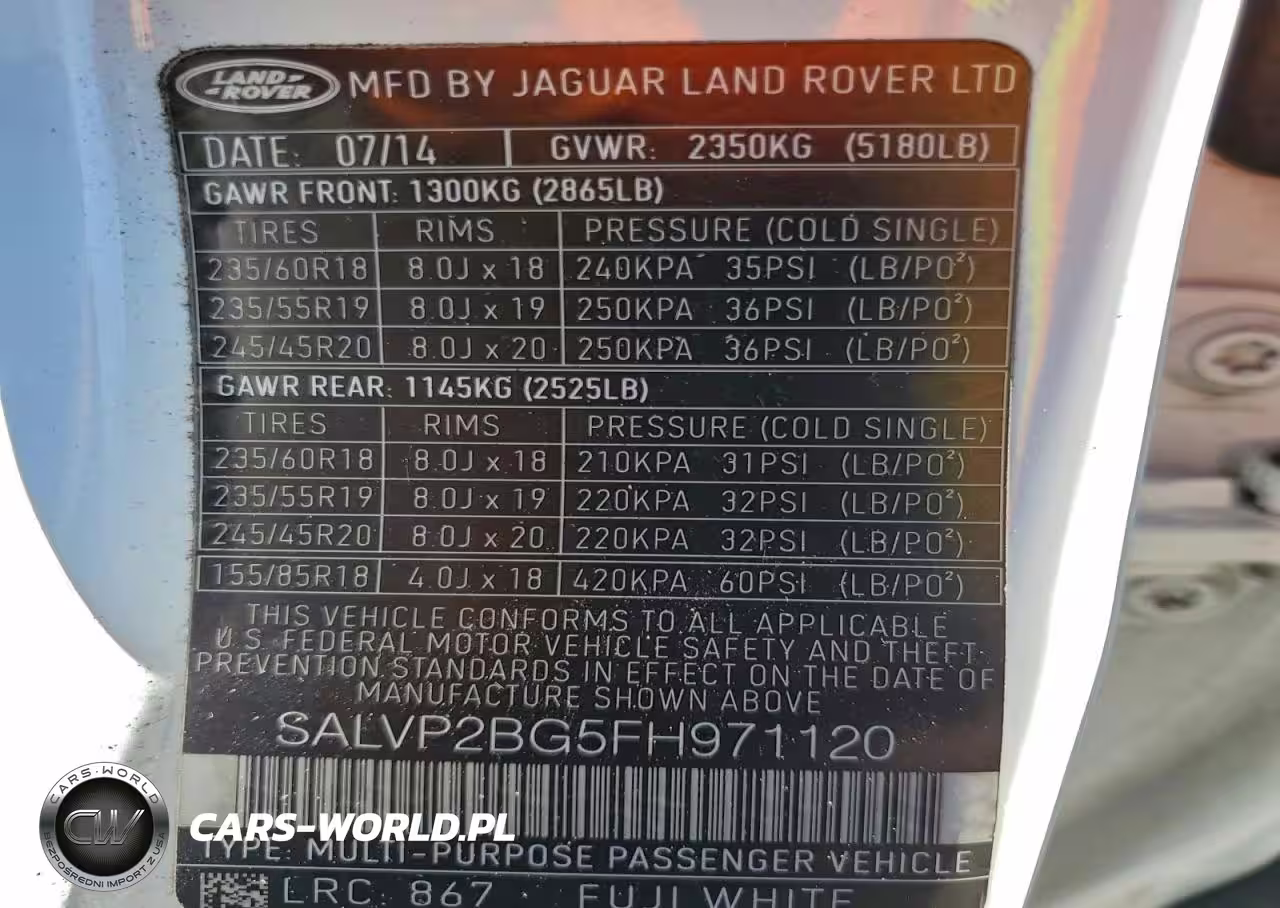 LAND-
-ROVER
MFD BY JAGUAR LAND ROVER LTD
DATE: 07/14 GVWR: 2350KG (5180LB)
GAWR FRONT: 1300KG (2865LB)
TIRES RIMS PRESSURE (COLD SINGLE)
235/60R18 8.0J x 18 240KPA 35PSI (LB/PO²)
235/55R19 8.0J x 19 250KPA 36PSI (LB/PO²)
245/45R20 8.0J x 20 250KPA 36PSI (LB/PO²)
GAWR REAR: 1145KG (2525LB)
TIRES RIMS PRESSURE (COLD SINGLE)
235/60R18 8.0J x 18 210KPA 31PSI (LB/PO²)
235/55R19 8.0J x 19 220KPA 32PSI (LB/PO²)
245/45R20 8.0J x 20 220KPA 32PSI (LB/PO²)
155/85R18 4.0J x 18 420KPA 60PSI (LB/PO²)
THIS VEHICLE CONFORMS TO ALL APPLICABLE
U.S. FEDERAL MOTOR VEHICLE SAFETY AND THEFT
PREVENTION STANDARDS IN EFFECT ON THE DATE OF
MANUFACTURE SHOWN ABOVE
SALVP2BG5FH971120
CARS-WORLD
CW
BEZPOŚREDNI IMPORT Z USA
CARS-WORLD.PL
TYPE: MULTI-PURPOSE PASSENGER VEHICLE
LRC 867 FUJI WHITE